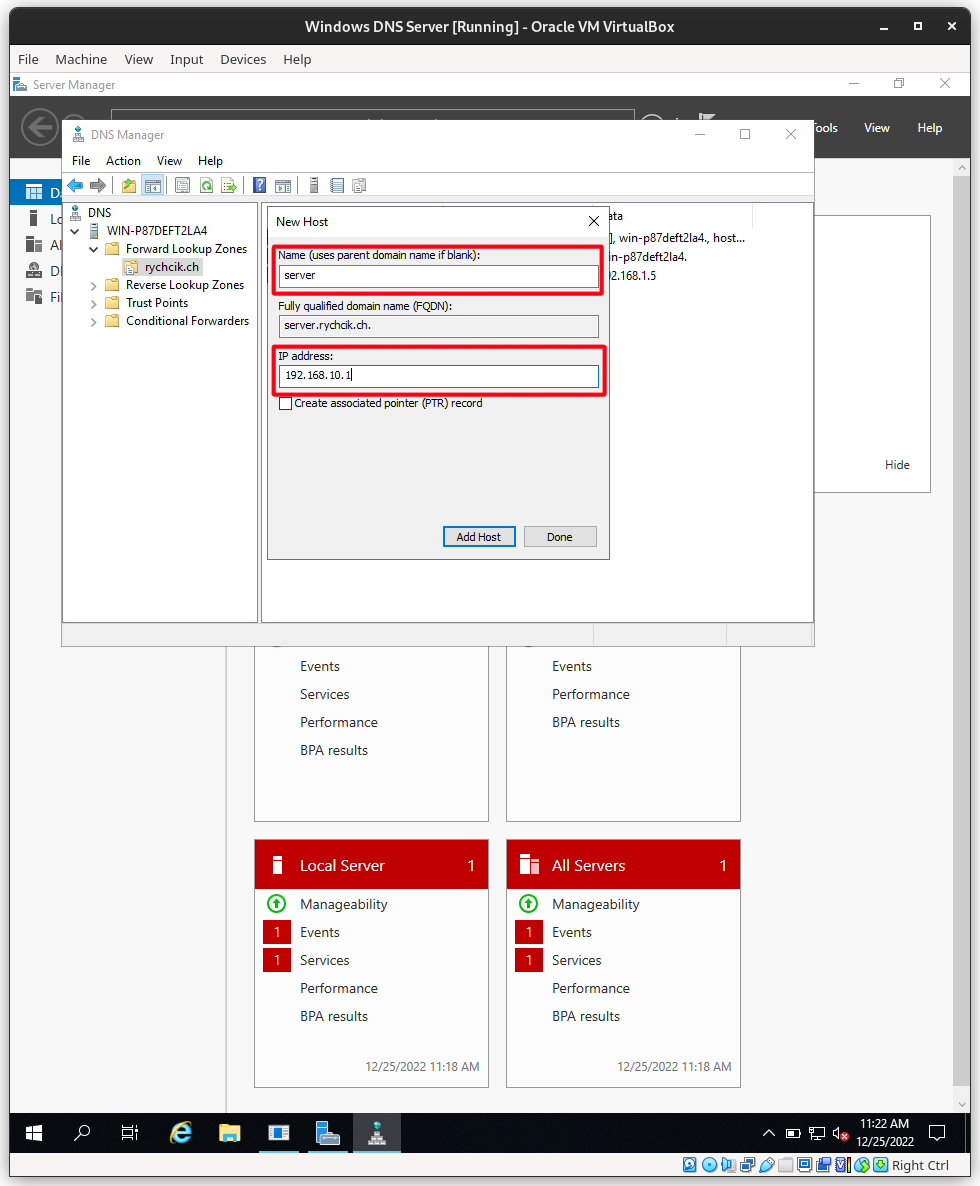 Windows DNS Server [Running] - Oracle VM VirtualBox
File Machine View Input Devices Help
Server Manager
Tools View Help
DNS Manager
File Action View Help
DNS
WIN-P87DEFT2LA4
Forward Lookup Zones
rychcik.ch
Reverse Lookup Zones
Trust Points
Conditional Forwarders
New Host
Name (uses parent domain name if blank):
server
Fully qualified domain name (FQDN):
server.rychcik.ch.
IP address:
192.168.10.1
Create associated pointer (PTR) record
Add Host Done
ata
], win-p87deft2la4., host...
in-p87deft2la4.
2.168.1.5
Hide
Events
Services
Performance
BPA results
Events
Performance
BPA results
Local Server 1
Manageability
1 Events
1 Services
Performance
BPA results
12/25/2022 11:18 AM
All Servers 1
Manageability
1 Events
1 Services
Performance
BPA results
12/25/2022 11:18 AM
11:22 AM
12/25/2022
Right Ctrl